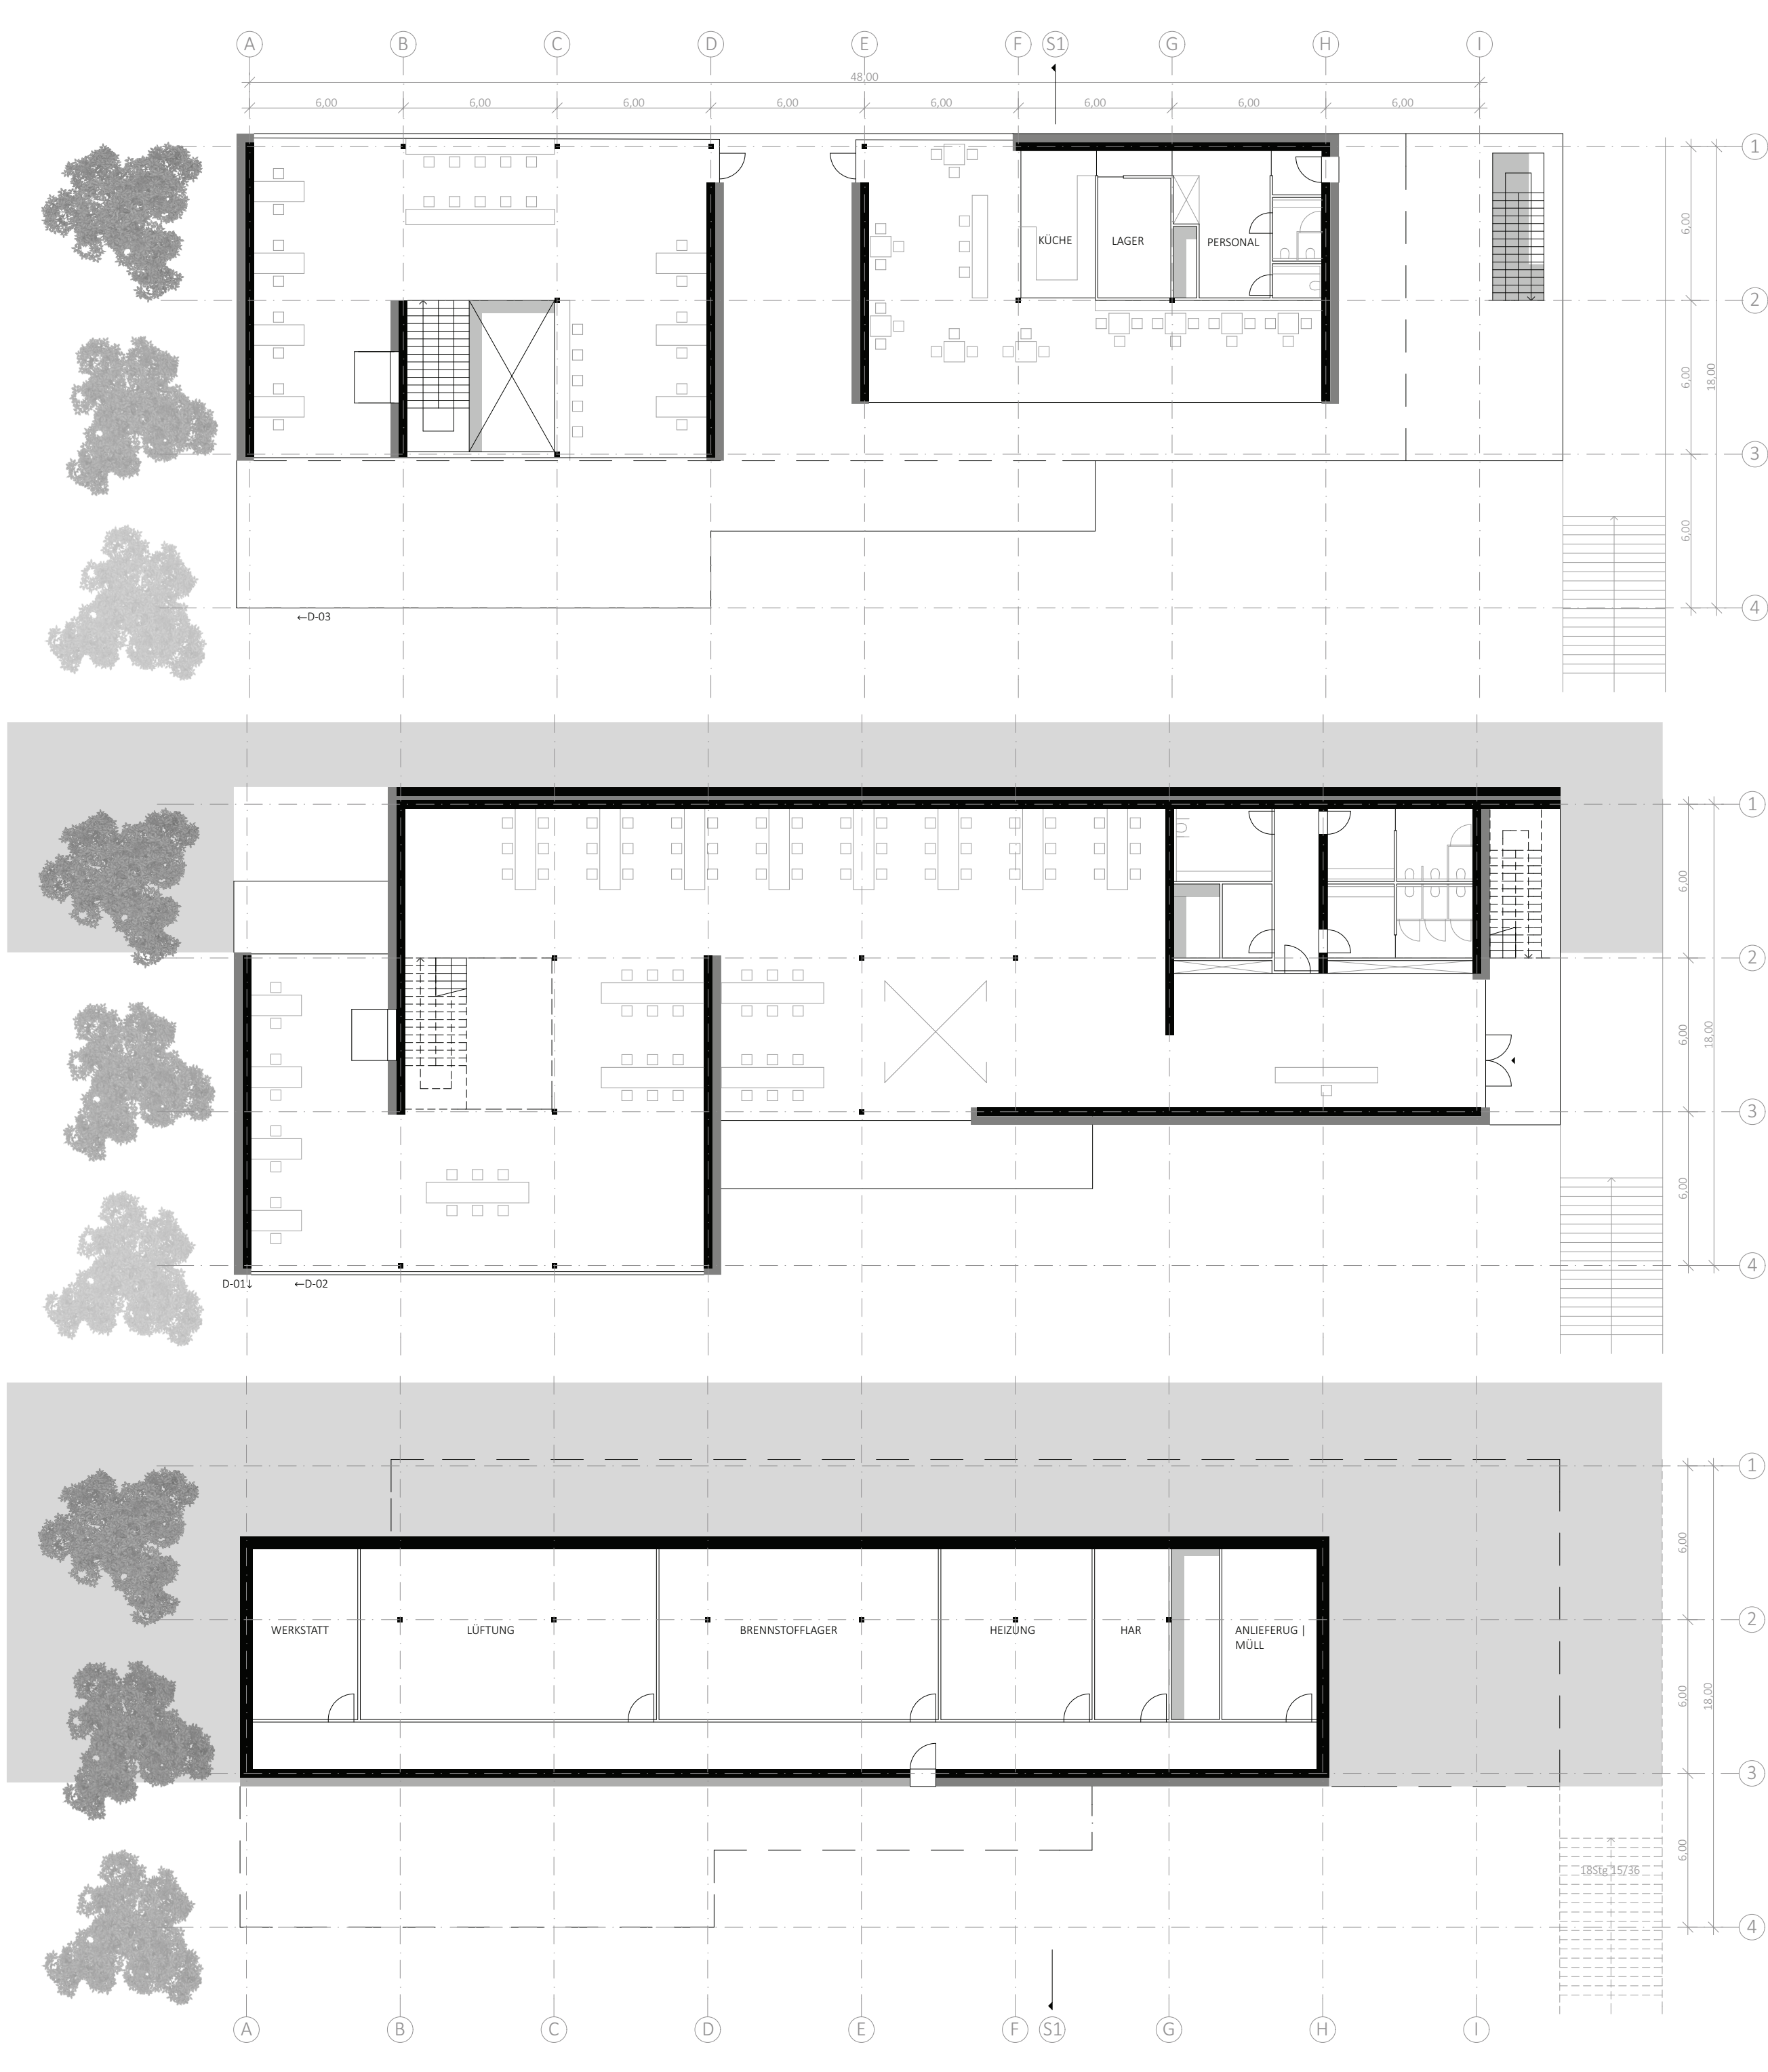 A B C D E F S1 G H I
48,00
6,00 6,00 6,00 6,00 6,00 6,00 6,00 6,00
1
6,00
KÜCHE LAGER PERSONAL
2
6,00
18,00
3
6,00
4
←D-03
1
6,00
2
6,00
18,00
3
6,00
4
D-01↓ ←D-02
1
6,00
2
WERKSTATT LÜFTUNG BRENNSTOFFLAGER HEIZUNG HAR ANLIEFERUG |
MÜLL
6,00
18,00
3
6,00
18Stg 15/36
4
A B C D E F S1 G H I